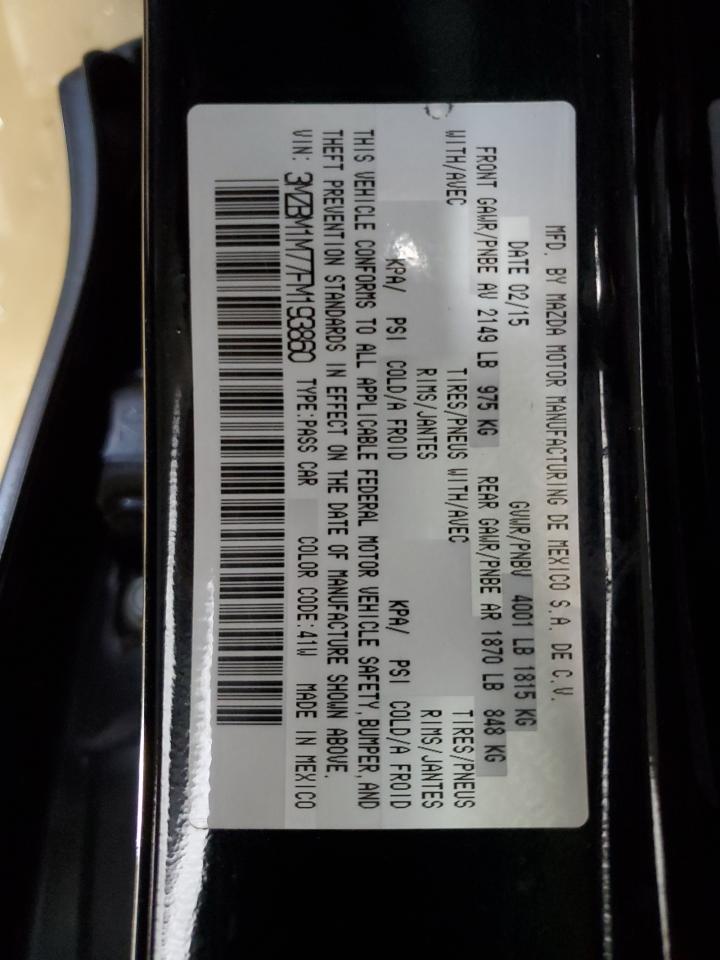 MFD. BY MAZDA MOTOR MANUFACTURING DE MEXICO S.A. DE C.V.
DATE 02/15 GVWR/PNBV 4001 LB 1815 KG
FRONT GAWR/PNBE AV 2149 LB 975 KG REAR GAWR/PNBE AR 1870 LB 848 KG
WITH/AVEC TIRES/PNEUS WITH/AVEC TIRES/PNEUS
RIMS/JANTES RIMS/JANTES
KPA/ PSI COLD/A FROID KPA/ PSI COLD/A FROID
THIS VEHICLE CONFORMS TO ALL APPLICABLE FEDERAL MOTOR VEHICLE SAFETY, BUMPER, AND
THEFT PREVENTION STANDARDS IN EFFECT ON THE DATE OF MANUFACTURE SHOWN ABOVE.
VIN: 3MZBM1M77FM193860 TYPE:PASS CAR COLOR CODE:41W MADE IN MEXICO